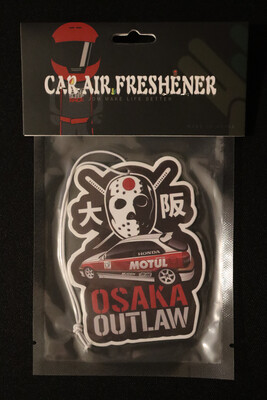 CAR AIR FRESHENER
大 阪
HONDA
MOTUL
OSAKA
OUTLAW